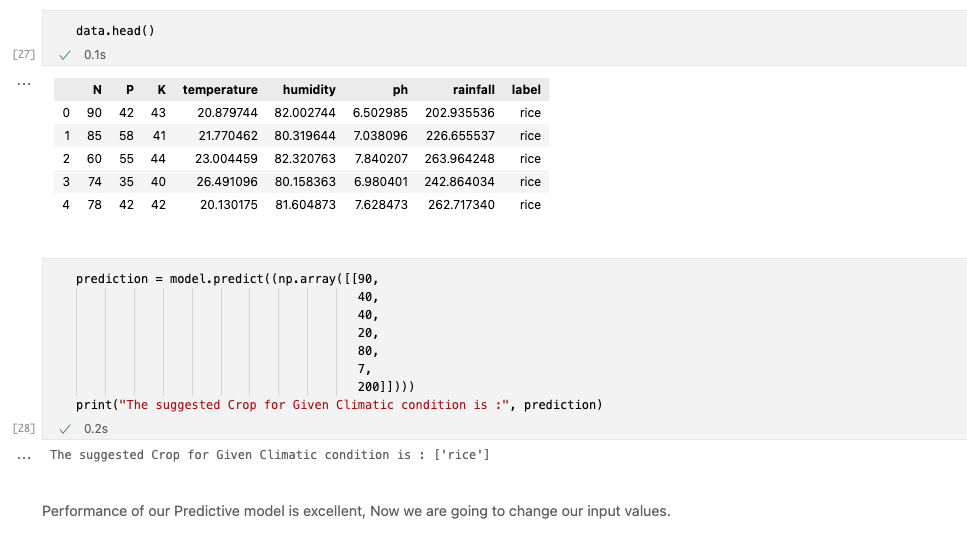 data.head()
[27] 0.1s
...
N P K temperature humidity ph rainfall label
0 90 42 43 20.879744 82.002744 6.502985 202.935536 rice
1 85 58 41 21.770462 80.319644 7.038096 226.655537 rice
2 60 55 44 23.004459 82.320763 7.840207 263.964248 rice
3 74 35 40 26.491096 80.158363 6.980401 242.864034 rice
4 78 42 42 20.130175 81.604873 7.628473 262.717340 rice
prediction = model.predict((np.array([[90,
40,
40,
20,
80,
7,
200]])))
print("The suggested Crop for Given Climatic condition is :", prediction)
[28] 0.2s
... The suggested Crop for Given Climatic condition is : ['rice']
Performance of our Predictive model is excellent, Now we are going to change our input values.